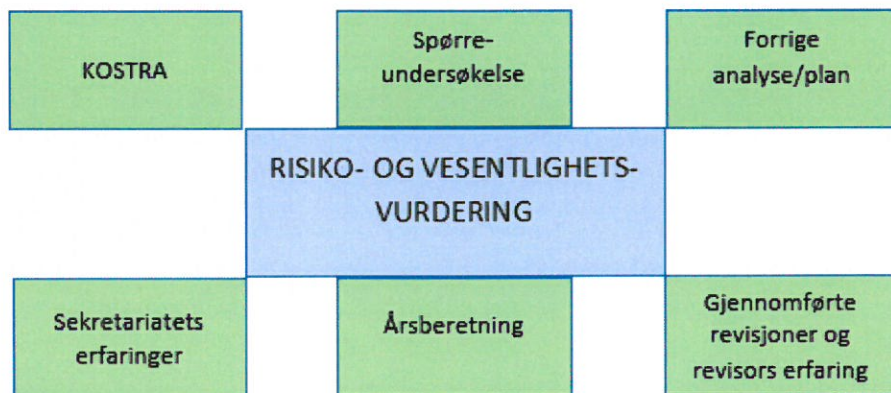 KOSTRA
Spørre-
undersøkelse
Forrige
analyse/plan
RISIKO- OG VESENTLIGHETS-
VURDERING
Sekretariatets
erfaringer
Årsberetning
Gjennomførte
revisjoner og
revisors erfaring